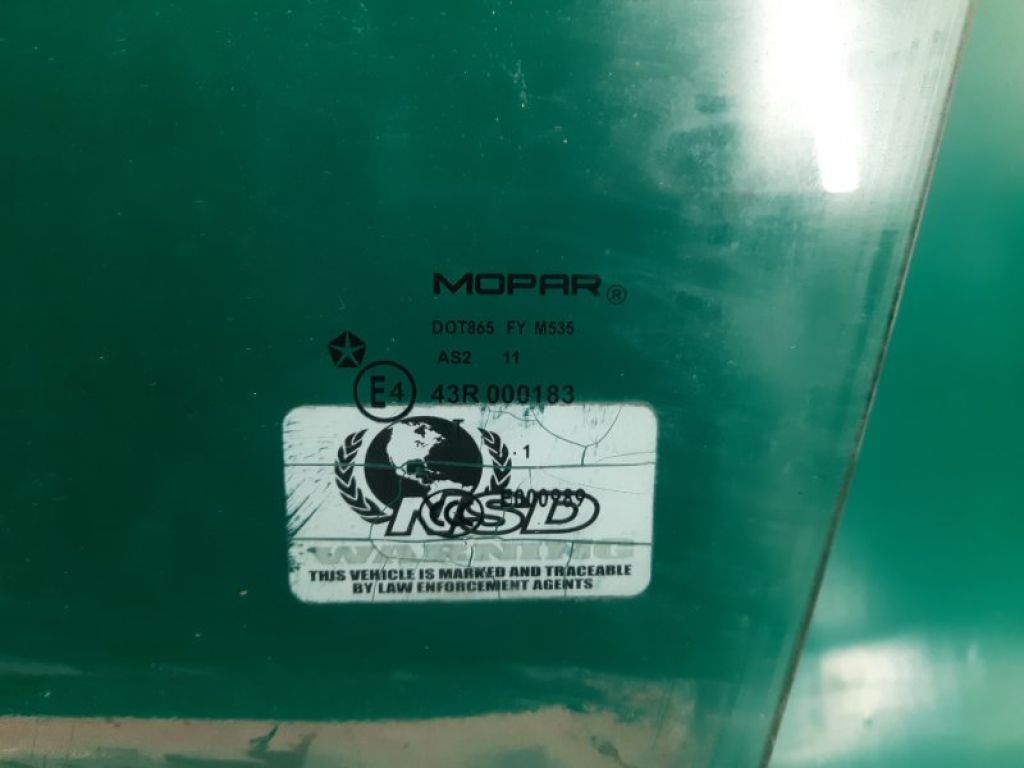 MOPAR ®
DOT865 FY M535
AS2 11
E4 43R 000183
.1
E000989
WARNING
THIS VEHICLE IS MARKED AND TRACEABLE
BY LAW ENFORCEMENT AGENTS